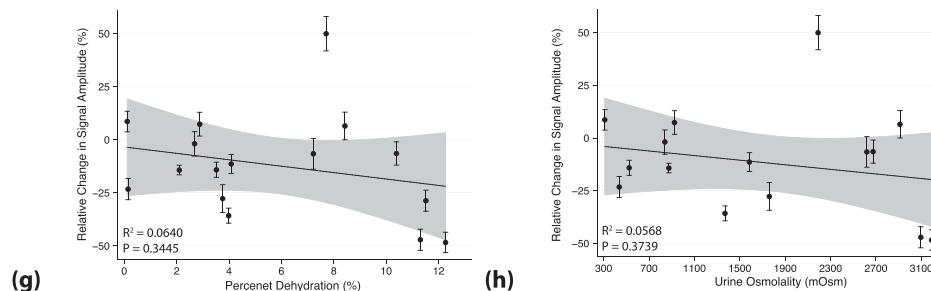 Relative Change in Signal Amplitude (%)
50
25
0
−25
−50
R² = 0.0640
P = 0.3445
0 2 4 6 8 10 12
Percenet Dehydration (%)
(g)
Relative Change in Signal Amplitude (%)
50
25
0
−25
−50
R² = 0.0568
P = 0.3739
300 700 1100 1500 1900 2300 2700 3100
Urine Osmolality (mOsm)
(h)